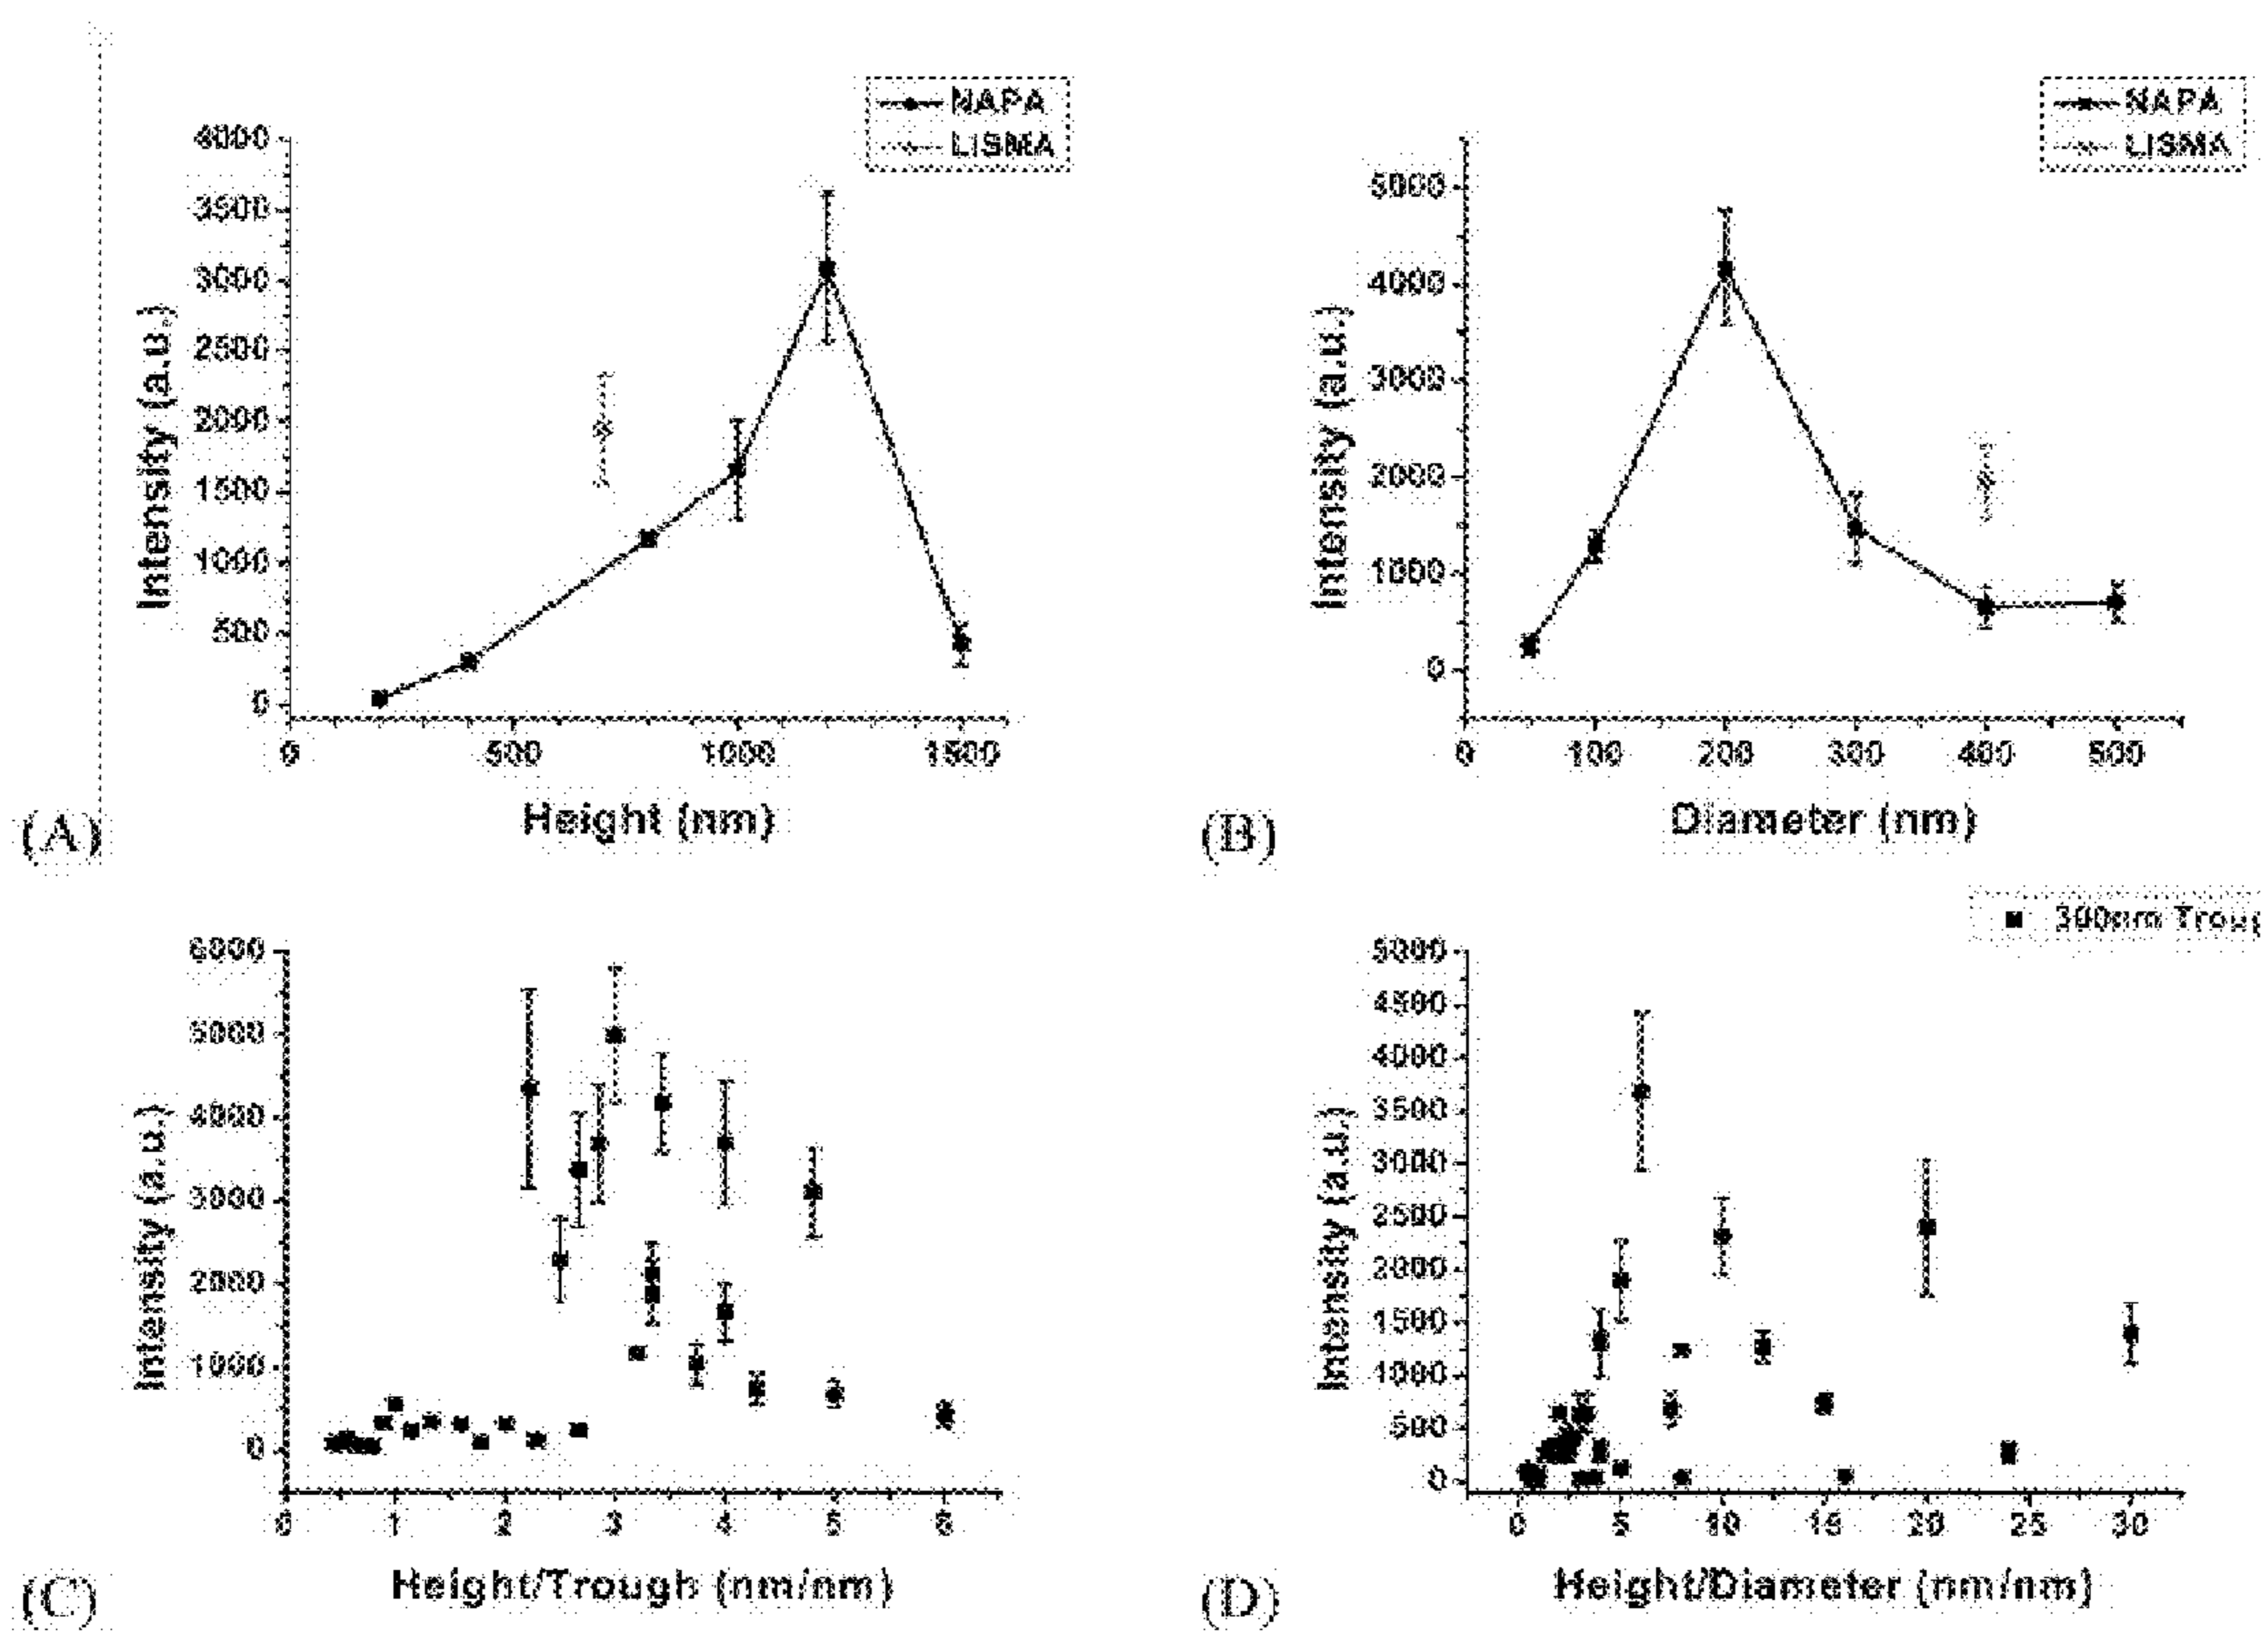 NAPA
LISMA
4000
3500
3000
2500
2000
1500
1000
500
0
Intensity (a.u.)
0 500 1000 1500
Height (nm)
(A)
NAPA
LISMA
5000
4000
3000
2000
1000
0
Intensity (a.u.)
0 100 200 300 400 500
Diameter (nm)
(B)
6000
5000
4000
3000
2000
1000
0
Intensity (a.u.)
0 1 2 3 4 5 6
Height/Trough (nm/nm)
(C)
300nm Troug
5000
4500
4000
3500
3000
2500
2000
1500
1000
500
0
Intensity (a.u.)
0 5 10 15 20 25 30
Height/Diameter (nm/nm)
(D)